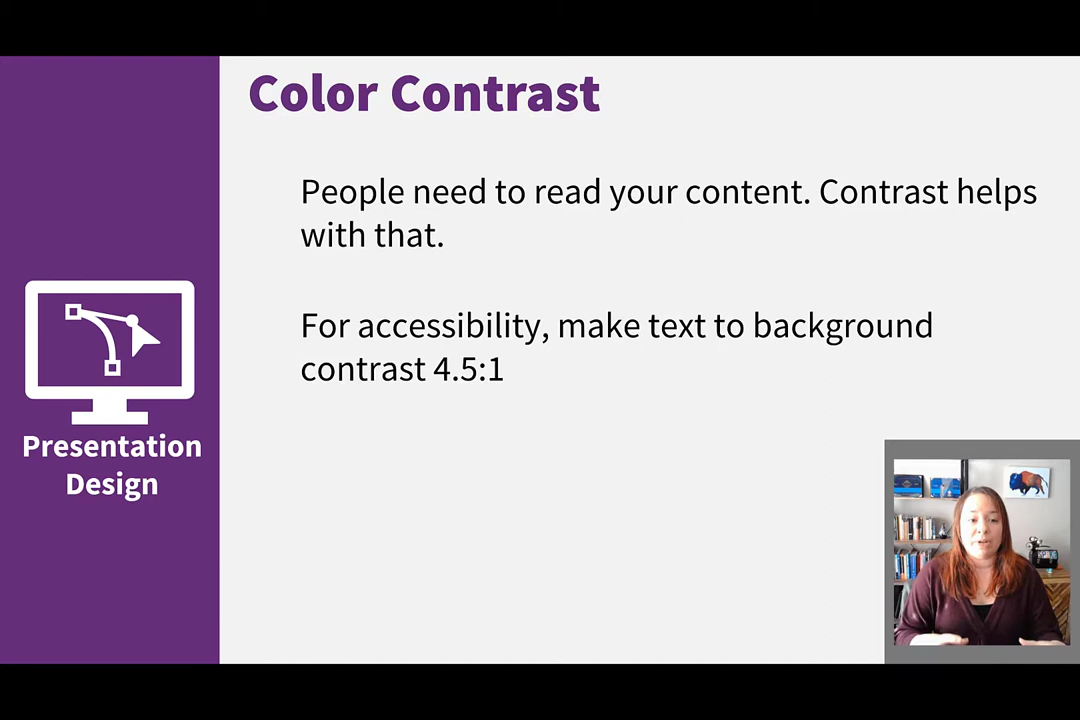 Color Contrast
People need to read your content. Contrast helps
with that.
For accessibility, make text to background
contrast 4.5:1
Presentation
Design